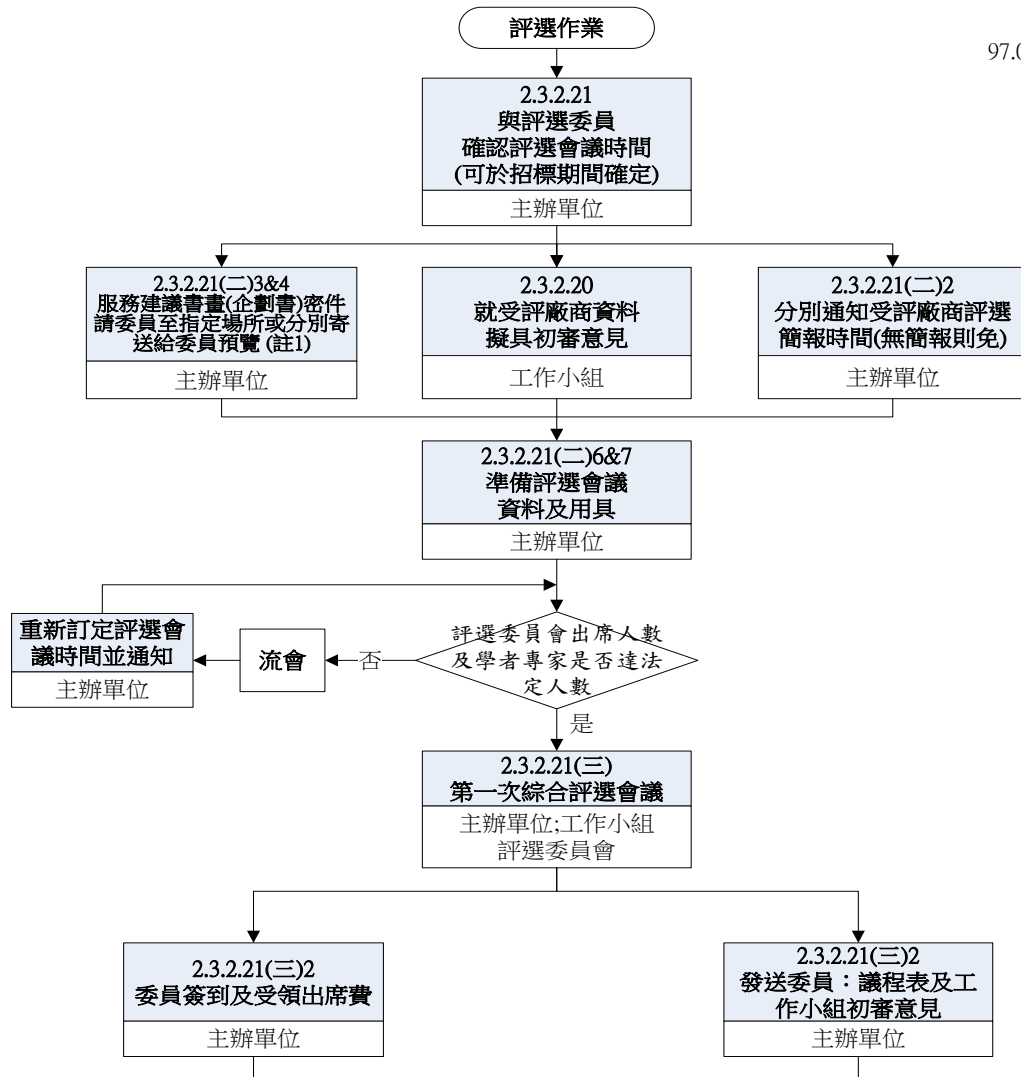 評選作業
97.0
2.3.2.21
與評選委員
確認評選會議時間
(可於招標期間確定)
主辦單位
2.3.2.21(二)3&4
服務建議書畫(企劃書)密件
請委員至指定場所或分別寄
送給委員預覽 (註1)
主辦單位
2.3.2.20
就受評廠商資料
擬具初審意見
工作小組
2.3.2.21(二)2
分別通知受評廠商評選
簡報時間(無簡報則免)
主辦單位
2.3.2.21(二)6&7
準備評選會議
資料及用具
主辦單位
重新訂定評選會
議時間並通知
主辦單位
流會
否
評選委員會出席人數
及學者專家是否達法
定人數
是
2.3.2.21(三)
第一次綜合評選會議
主辦單位;工作小組
評選委員會
2.3.2.21(三)2
委員簽到及受領出席費
主辦單位
2.3.2.21(三)2
發送委員：議程表及工
作小組初審意見
主辦單位